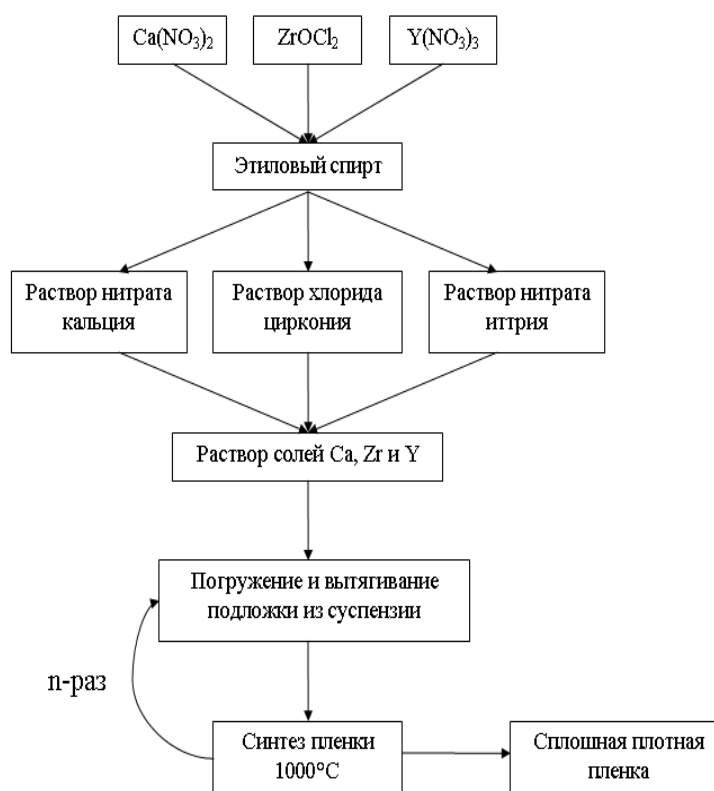 Ca(NO₃)₂
ZrOCl₂
Y(NO₃)₃
Этиловый спирт
Раствор нитрата
кальция
Раствор хлорида
циркония
Раствор нитрата
иттрия
Раствор солей Ca, Zr и Y
Погружение и вытягивание
подложки из суспензии
n-раз
Синтез пленки
1000°C
Сплошная плотная
пленка